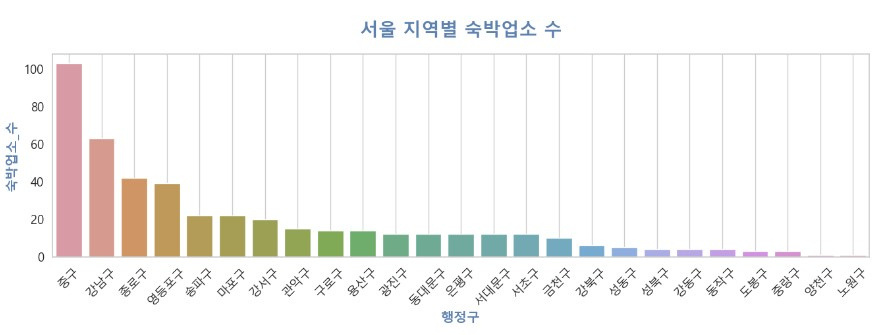 서울 지역별 숙박업소 수
숙박업소_수
100
80
60
40
20
0
중구 강남구 종로구 영등포구 송파구 마포구 강서구 관악구 구로구 용산구 광진구 동대문구 은평구 서대문구 서초구 금천구 강북구 성동구 성북구 강동구 동작구 도봉구 중랑구 양천구 노원구
행정구